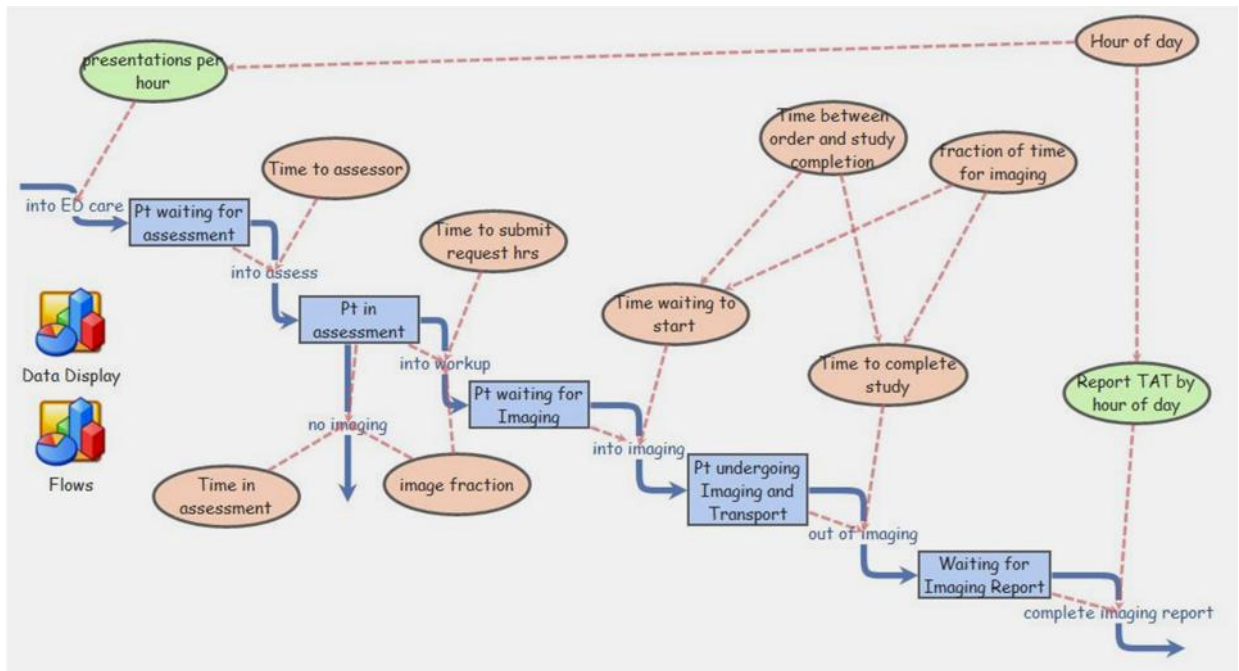 presentations per
hour
Hour of day
Time between
order and study
completion
fraction of time
for imaging
Time to assessor
into ED care
Pt waiting for
assessment
Time to submit
request hrs
into assess
Time waiting to
start
Pt in
assessment
into workup
Time to complete
study
Data Display
Report TAT by
hour of day
Pt waiting for
Imaging
no imaging
into imaging
Flows
Time in
assessment
image fraction
Pt undergoing
Imaging and
Transport
out of imaging
Waiting for
Imaging Report
complete imaging report